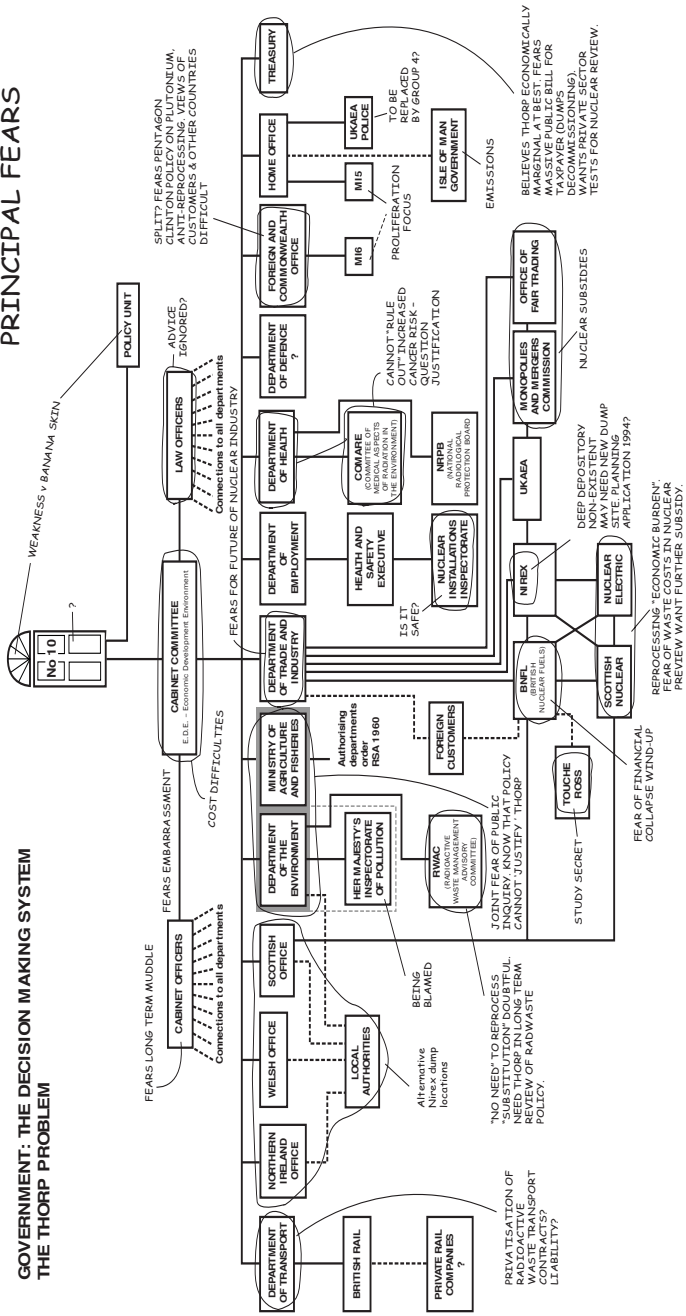 GOVERNMENT: THE DECISION MAKING SYSTEM
THE THORP PROBLEM
PRINCIPAL FEARS
WEAKNESS v BANANA SKIN
No 10
?
POLICY UNIT
FEARS LONG TERM MUDDLE
CABINET OFFICERS
Connections to all departments
FEARS EMBARRASSMENT
CABINET COMMITTEE
E.D.E. – Economic Development Environment
COST DIFFICULTIES
LAW OFFICERS
Connections to all departments
ADVICE
IGNORED?
FEARS FOR FUTURE OF NUCLEAR INDUSTRY
SPLIT? FEARS PENTAGON
CLINTON POLICY ON PLUTONIUM,
ANTI-REPROCESSING, VIEWS OF
CUSTOMERS & OTHER COUNTRIES
DIFFICULT
DEPARTMENT
OF TRANSPORT
NORTHERN
IRELAND
OFFICE
WELSH OFFICE
SCOTTISH
OFFICE
DEPARTMENT
OF THE
ENVIRONMENT
MINISTRY OF
AGRICULTURE
AND FISHERIES
DEPARTMENT
OF TRADE AND
INDUSTRY
DEPARTMENT
OF
EMPLOYMENT
DEPARTMENT
OF HEALTH
DEPARTMENT
OF DEFENCE
?
FOREIGN AND
COMMONWEALTH
OFFICE
HOME OFFICE
TREASURY
BRITISH RAIL
PRIVATE RAIL
COMPANIES
?
PRIVATISATION OF
RADIOACTIVE
WASTE TRANSPORT
CONTRACTS?
LIABILITY?
LOCAL
AUTHORITIES
Alternative
Nirex dump
locations
HER MAJESTY'S
INSPECTORATE
OF POLLUTION
BEING
BLAMED
Authorising
departments
order
RSA 1960
RWAC
(RADIOACTIVE
WASTE MANAGEMENT
ADVISORY
COMMITTEE)
"NO NEED" TO REPROCESS
"SUBSTITUTION" DOUBTFUL.
NEED THORP IN LONG TERM
REVIEW OF RADWASTE
POLICY.
JOINT FEAR OF PUBLIC
INQUIRY, KNOW THAT POLICY
CANNOT 'JUSTIFY' THORP
FOREIGN
CUSTOMERS
HEALTH AND
SAFETY
EXECUTIVE
IS IT
SAFE?
NUCLEAR
INSTALLATIONS
INSPECTORATE
COMARE
(COMMITTEE OF
MEDICAL ASPECTS
OF RADIATION IN
THE ENVIRONMENT)
NRPB
(NATIONAL
RADIOLOGICAL
PROTECTION BOARD
CANNOT "RULE
OUT" INCREASED
CANCER RISK –
QUESTION
JUSTIFICATION
MI6
MI5
PROLIFERATION
FOCUS
UKAEA
POLICE
TO BE
REPLACED
BY GROUP 4?
ISLE OF MAN
GOVERNMENT
EMISSIONS
BELIEVES THORP ECONOMICALLY
MARGINAL AT BEST. FEARS
MASSIVE PUBLIC BILL FOR
TAXPAYER (DUMPS
DECOMMISSIONING).
WANTS PRIVATE SECTOR
TESTS FOR NUCLEAR REVIEW.
BNFL
(BRITISH
NUCLEAR FUELS)
NIREX
UKAEA
MONOPOLIES
AND MERGERS
COMMISSION
OFFICE OF
FAIR TRADING
NUCLEAR SUBSIDIES
TOUCHE
ROSS
STUDY SECRET
SCOTTISH
NUCLEAR
NUCLEAR
ELECTRIC
DEEP DEPOSITORY
NON-EXISTENT
MAY NEED NEW DUMP
SITE. PLANNING
APPLICATION 1994?
FEAR OF FINANCIAL
COLLAPSE WIND-UP
REPROCESSING "ECONOMIC BURDEN",
FEAR OF WASTE COSTS IN NUCLEAR
PREVIEW WANT FURTHER SUBSIDY.